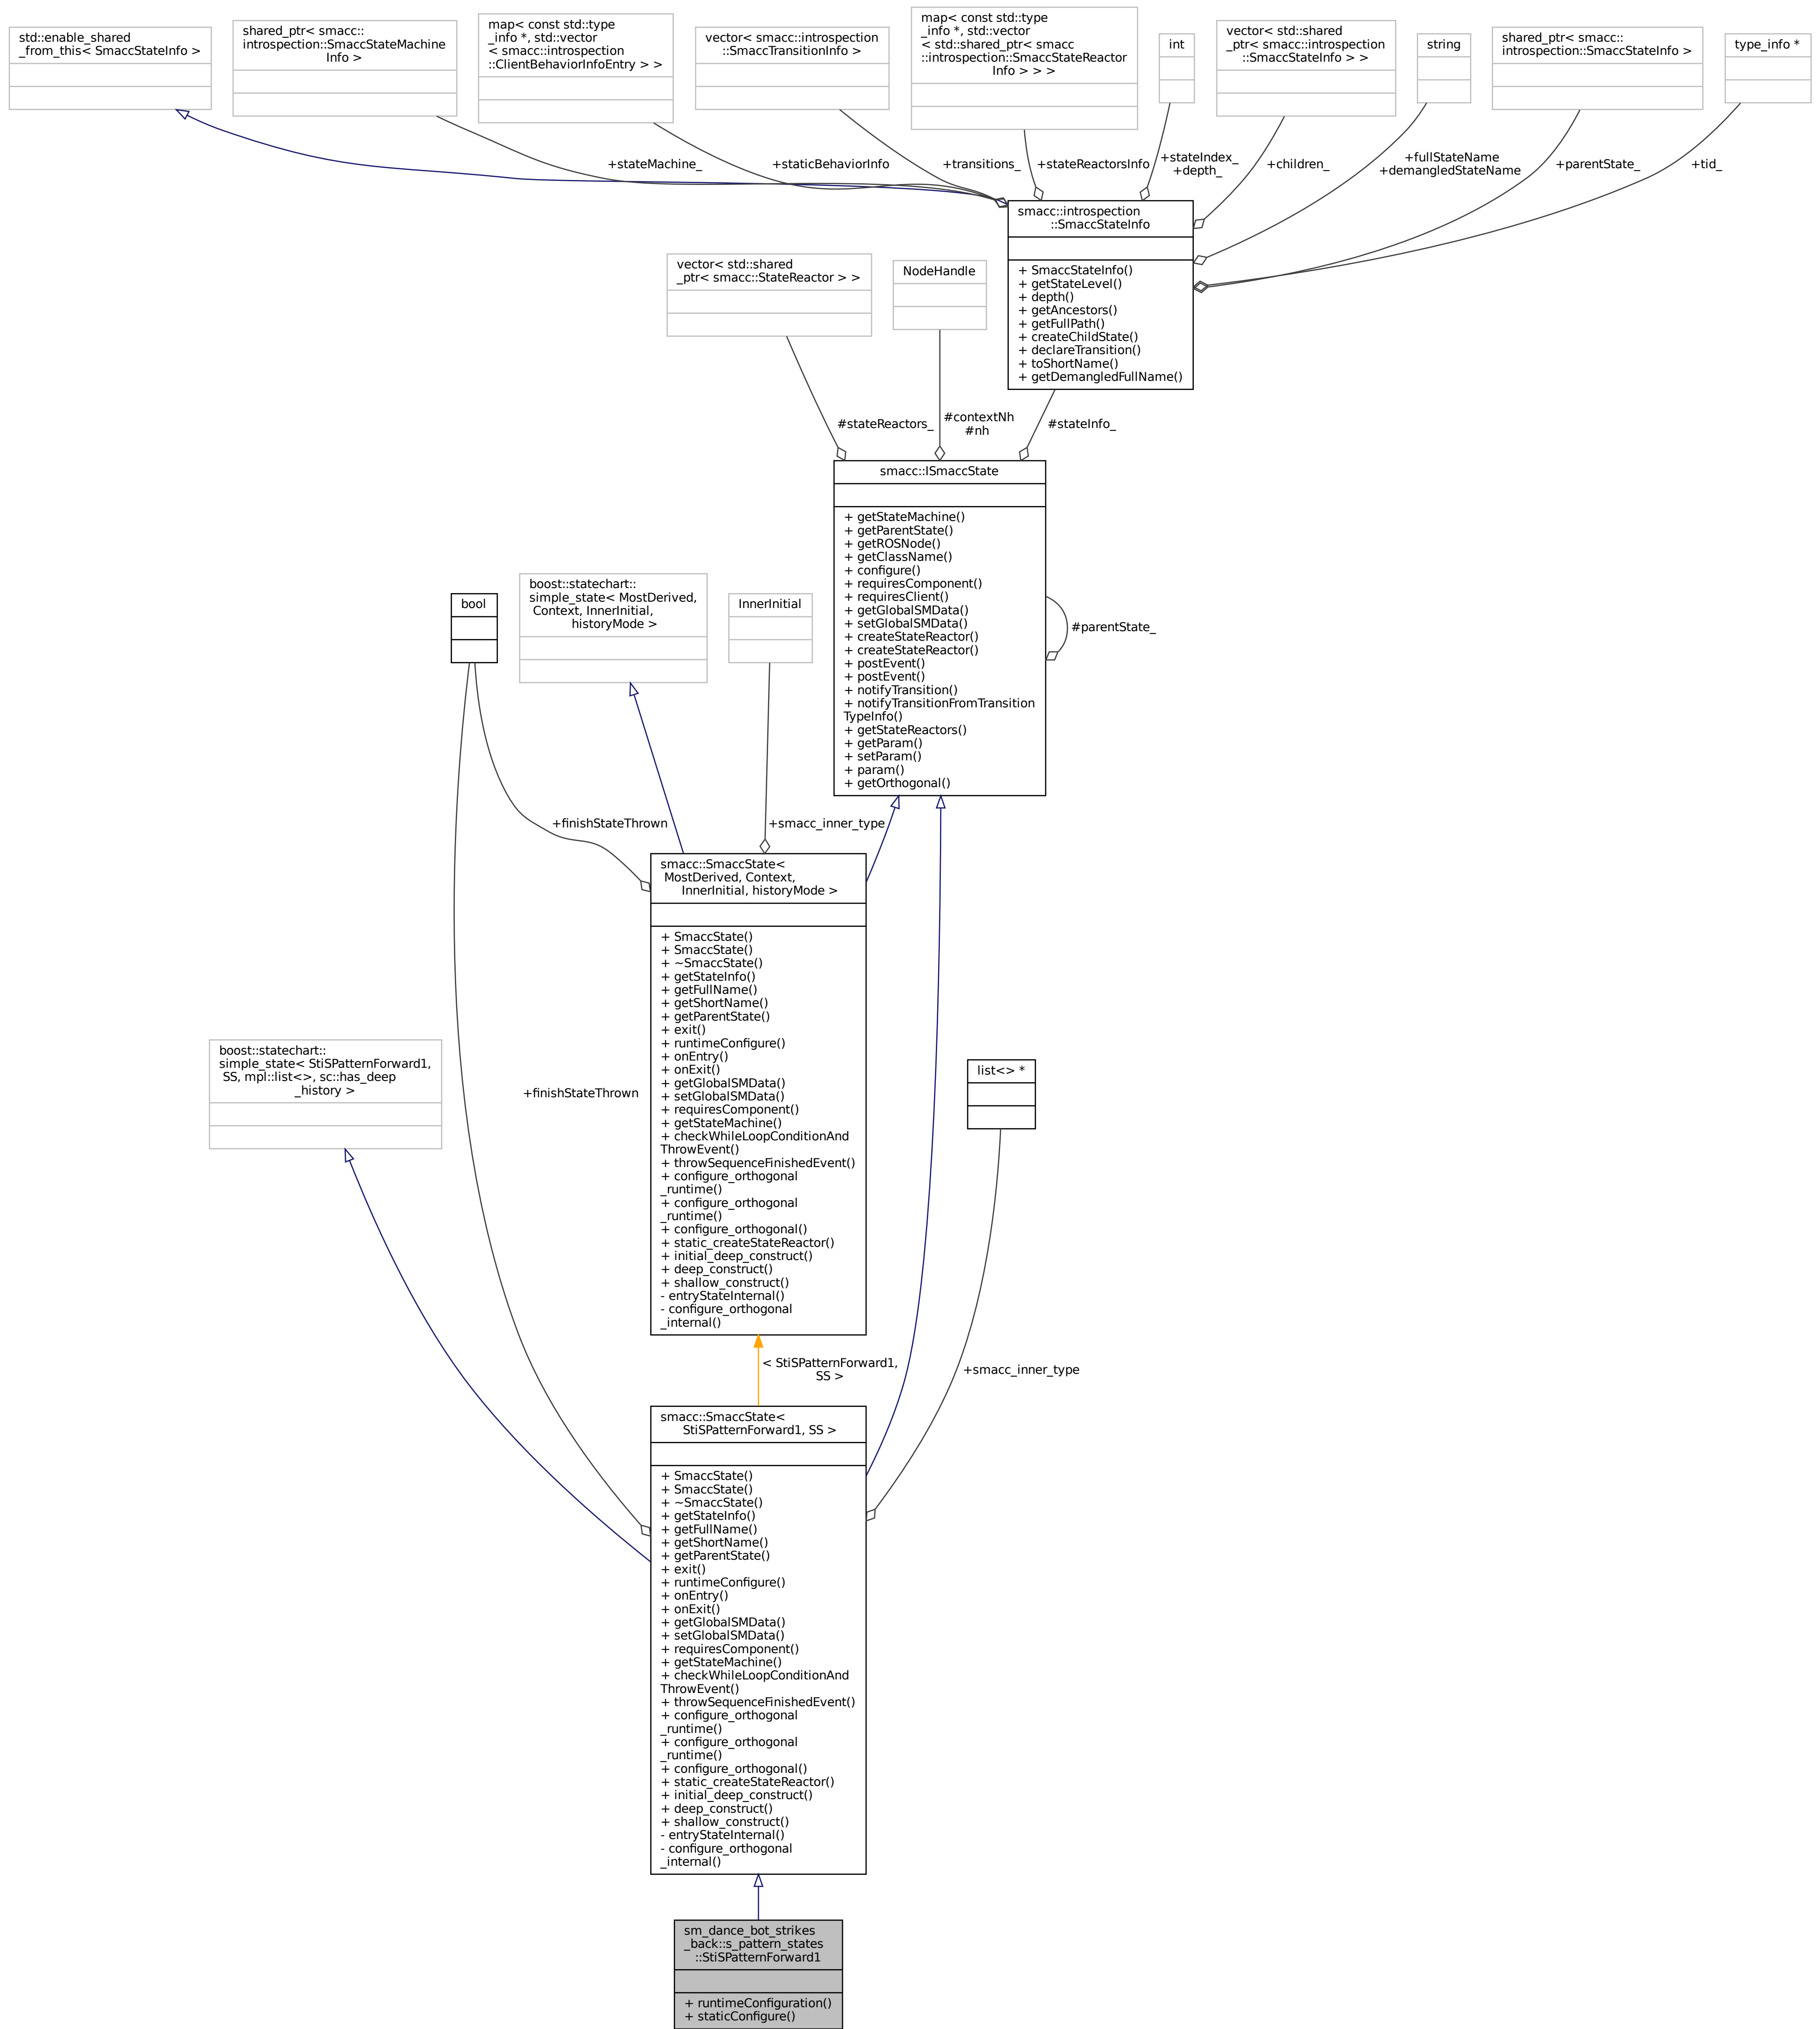 std::enable_shared
_from_this< SmaccStateInfo >
shared_ptr< smacc::
introspection::SmaccStateMachine
Info >
map< const std::type
_info *, std::vector
< smacc::introspection
::ClientBehaviorInfoEntry > >
vector< smacc::introspection
::SmaccTransitionInfo >
map< const std::type
_info *, std::vector
< std::shared_ptr< smacc
::introspection::SmaccStateReactor
Info > > >
int
vector< std::shared
_ptr< smacc::introspection
::SmaccStateInfo > >
string
shared_ptr< smacc::
introspection::SmaccStateInfo >
type_info *
+stateMachine_
+staticBehaviorInfo
+transitions_
+stateReactorsInfo
+stateIndex_
+depth_
+children_
+fullStateName
+demangledStateName
+parentState_
+tid_
smacc::introspection
::SmaccStateInfo
+ SmaccStateInfo()
+ getStateLevel()
+ depth()
+ getAncestors()
+ getFullPath()
+ createChildState()
+ declareTransition()
+ toShortName()
+ getDemangledFullName()
vector< std::shared
_ptr< smacc::StateReactor > >
NodeHandle
#stateReactors_
#contextNh
#nh
#stateInfo_
smacc::ISmaccState
+ getStateMachine()
+ getParentState()
+ getROSNode()
+ getClassName()
+ configure()
+ requiresComponent()
+ requiresClient()
+ getGlobalSMData()
+ setGlobalSMData()
+ createStateReactor()
+ createStateReactor()
+ postEvent()
+ postEvent()
+ notifyTransition()
+ notifyTransitionFromTransition
TypeInfo()
+ getStateReactors()
+ getParam()
+ setParam()
+ param()
+ getOrthogonal()
#parentState_
bool
boost::statechart::
simple_state< MostDerived,
Context, InnerInitial,
historyMode >
InnerInitial
+finishStateThrown
+smacc_inner_type
smacc::SmaccState<
MostDerived, Context,
InnerInitial, historyMode >
+ SmaccState()
+ SmaccState()
+ ~SmaccState()
+ getStateInfo()
+ getFullName()
+ getShortName()
+ getParentState()
+ exit()
+ runtimeConfigure()
+ onEntry()
+ onExit()
+ getGlobalSMData()
+ setGlobalSMData()
+ requiresComponent()
+ getStateMachine()
+ checkWhileLoopConditionAnd
ThrowEvent()
+ throwSequenceFinishedEvent()
+ configure_orthogonal
_runtime()
+ configure_orthogonal
_runtime()
+ configure_orthogonal()
+ static_createStateReactor()
+ initial_deep_construct()
+ deep_construct()
+ shallow_construct()
- entryStateInternal()
- configure_orthogonal
_internal()
boost::statechart::
simple_state< StiSPatternForward1,
SS, mpl::list<>, sc::has_deep
_history >
+finishStateThrown
list<> *
< StiSPatternForward1,
SS >
+smacc_inner_type
smacc::SmaccState<
StiSPatternForward1, SS >
+ SmaccState()
+ SmaccState()
+ ~SmaccState()
+ getStateInfo()
+ getFullName()
+ getShortName()
+ getParentState()
+ exit()
+ runtimeConfigure()
+ onEntry()
+ onExit()
+ getGlobalSMData()
+ setGlobalSMData()
+ requiresComponent()
+ getStateMachine()
+ checkWhileLoopConditionAnd
ThrowEvent()
+ throwSequenceFinishedEvent()
+ configure_orthogonal
_runtime()
+ configure_orthogonal
_runtime()
+ configure_orthogonal()
+ static_createStateReactor()
+ initial_deep_construct()
+ deep_construct()
+ shallow_construct()
- entryStateInternal()
- configure_orthogonal
_internal()
sm_dance_bot_strikes
_back::s_pattern_states
::StiSPatternForward1
+ runtimeConfiguration()
+ staticConfigure()